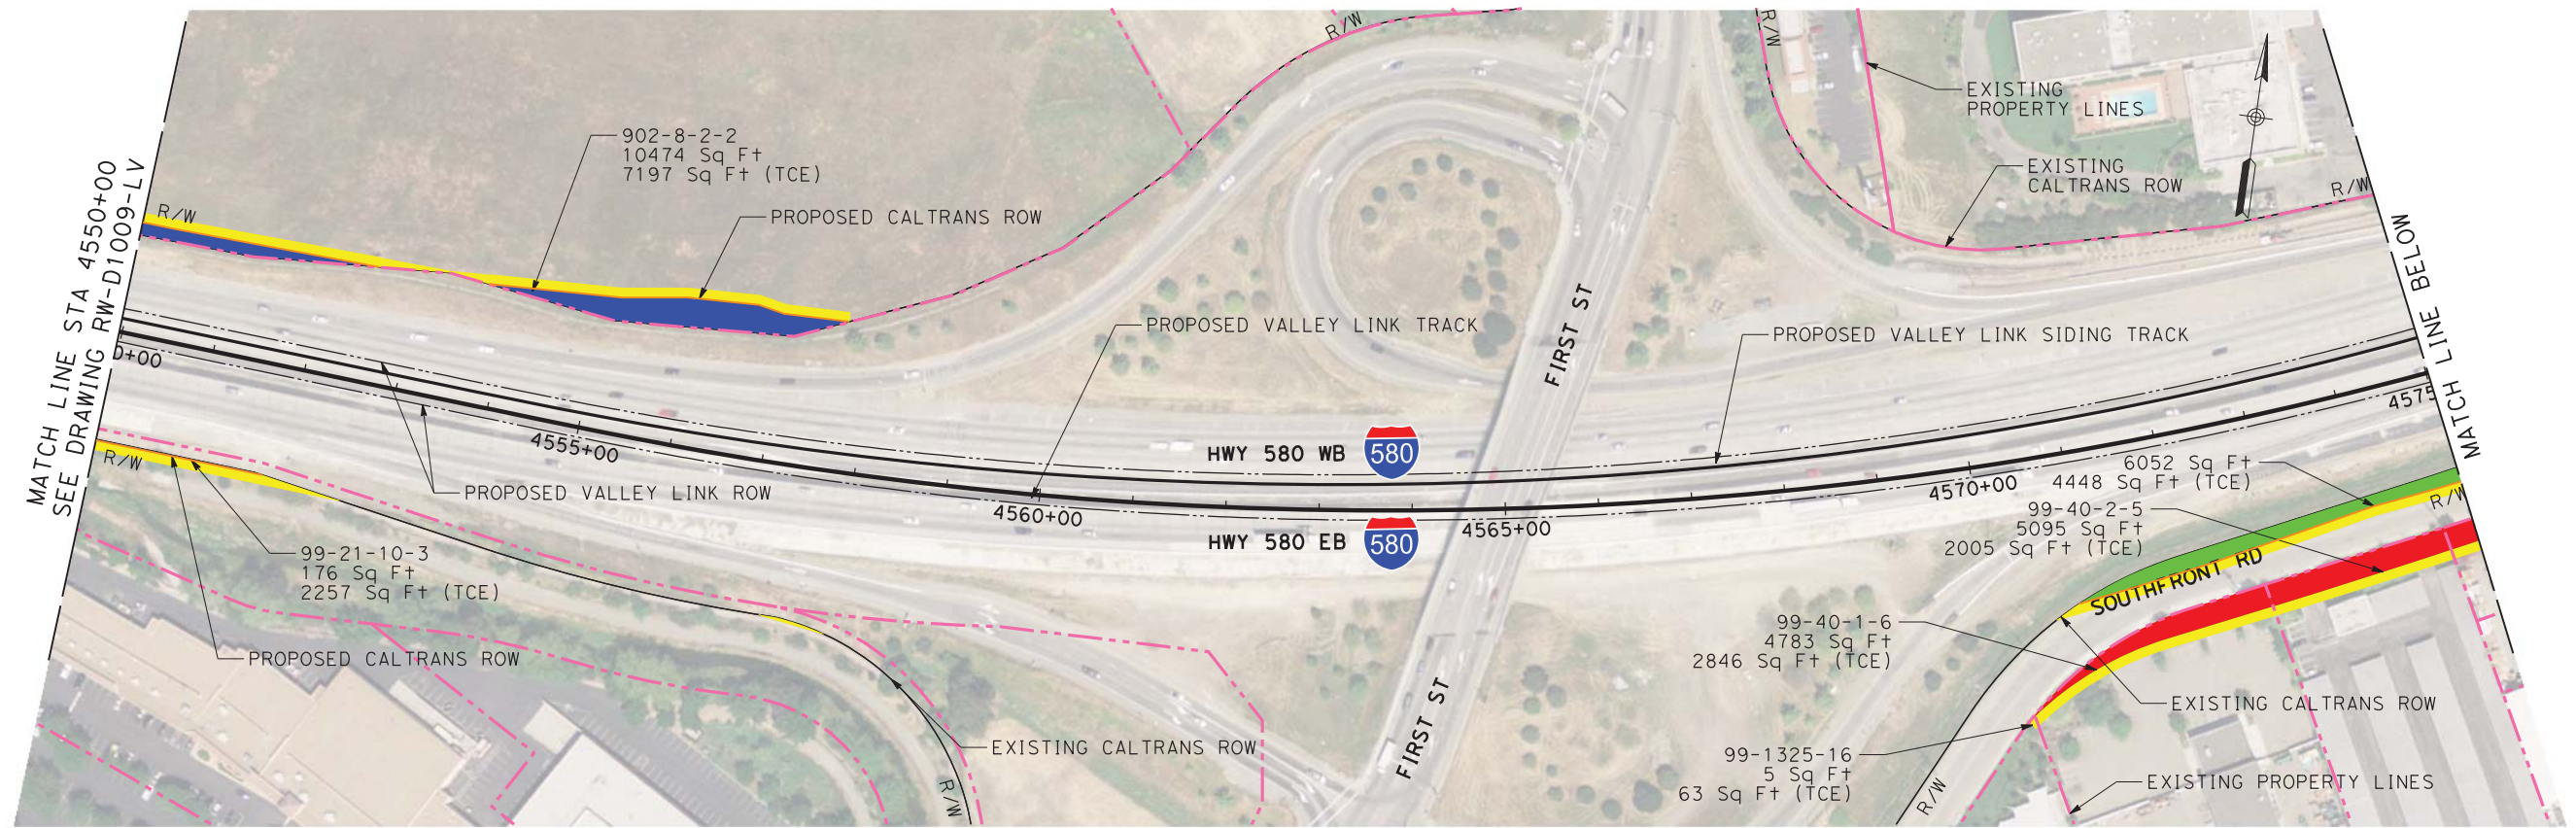 MATCH LINE STA 4550+00
SEE DRAWING RW-D1009-LV
R/W
902-8-2-2
10474 Sq Ft
7197 Sq Ft (TCE)
PROPOSED CALTRANS ROW
R/W
R/W
EXISTING
PROPERTY LINES
EXISTING
CALTRANS ROW
R/W
MATCH LINE BELOW
0+00
PROPOSED VALLEY LINK TRACK
FIRST ST
PROPOSED VALLEY LINK SIDING TRACK
4555+00
HWY 580 WB
580
4575
R/W
PROPOSED VALLEY LINK ROW
4560+00
4565+00
4570+00
HWY 580 EB
580
6052 Sq Ft
4448 Sq Ft (TCE)
R/W
99-40-2-5
5095 Sq Ft
2005 Sq Ft (TCE)
99-21-10-3
176 Sq Ft
2257 Sq Ft (TCE)
SOUTHFRONT RD
PROPOSED CALTRANS ROW
99-40-1-6
4783 Sq Ft
2846 Sq Ft (TCE)
EXISTING CALTRANS ROW
FIRST ST
EXISTING CALTRANS ROW
R/W
99-1325-16
5 Sq Ft
63 Sq Ft (TCE)
R/W
EXISTING PROPERTY LINES